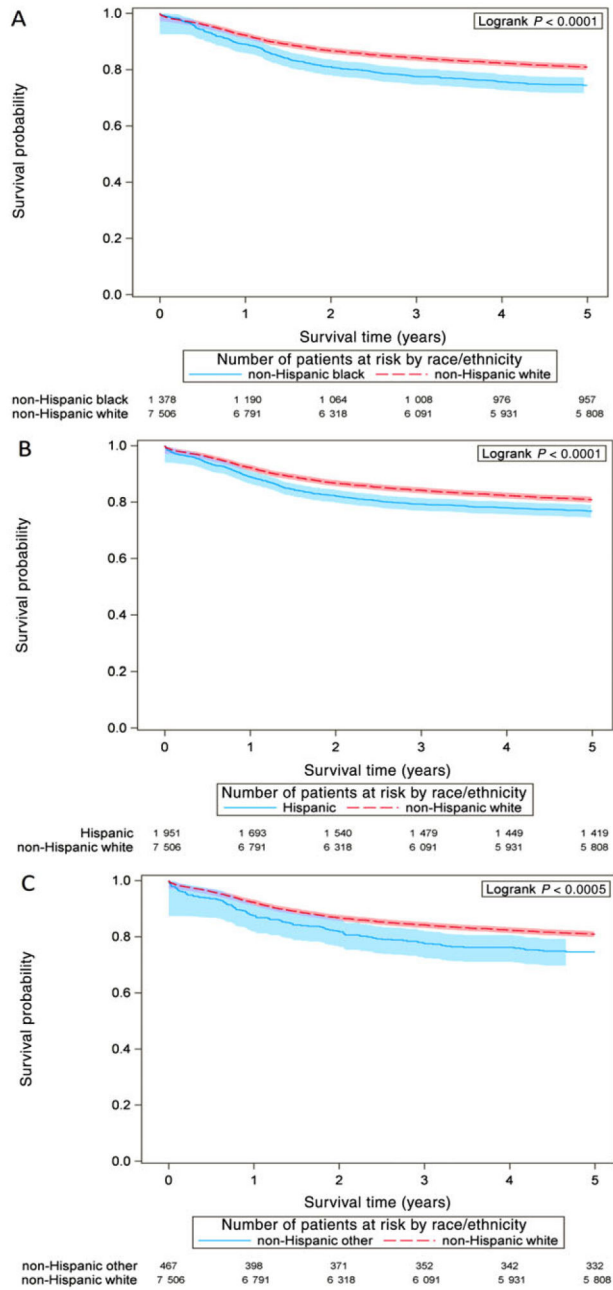 A
Logrank P < 0.0001
1.0
0.8
0.4
0.6
0.2
0.0
Survival probability
0 1 2 3 4 5
Survival time (years)
Number of patients at risk by race/ethnicity
non-Hispanic black non-Hispanic white
non-Hispanic black 1 378 1 190 1 064 1 008 976 957
non-Hispanic white 7 506 6 791 6 318 6 091 5 931 5 808
B
Logrank P < 0.0001
1.0
0.8
0.4
0.6
0.2
0.0
Survival probability
0 1 2 3 4 5
Survival time (years)
Number of patients at risk by race/ethnicity
Hispanic non-Hispanic white
Hispanic 1 951 1 693 1 540 1 479 1 449 1 419
non-Hispanic white 7 506 6 791 6 318 6 091 5 931 5 808
C
Logrank P < 0.0005
1.0
0.8
0.6
0.4
0.2
0.0
Survival probability
0 1 2 3 4 5
Survival time (years)
Number of patients at risk by race/ethnicity
non-Hispanic other non-Hispanic white
non-Hispanic other 467 398 371 352 342 332
non-Hispanic white 7 506 6 791 6 318 6 091 5 931 5 808